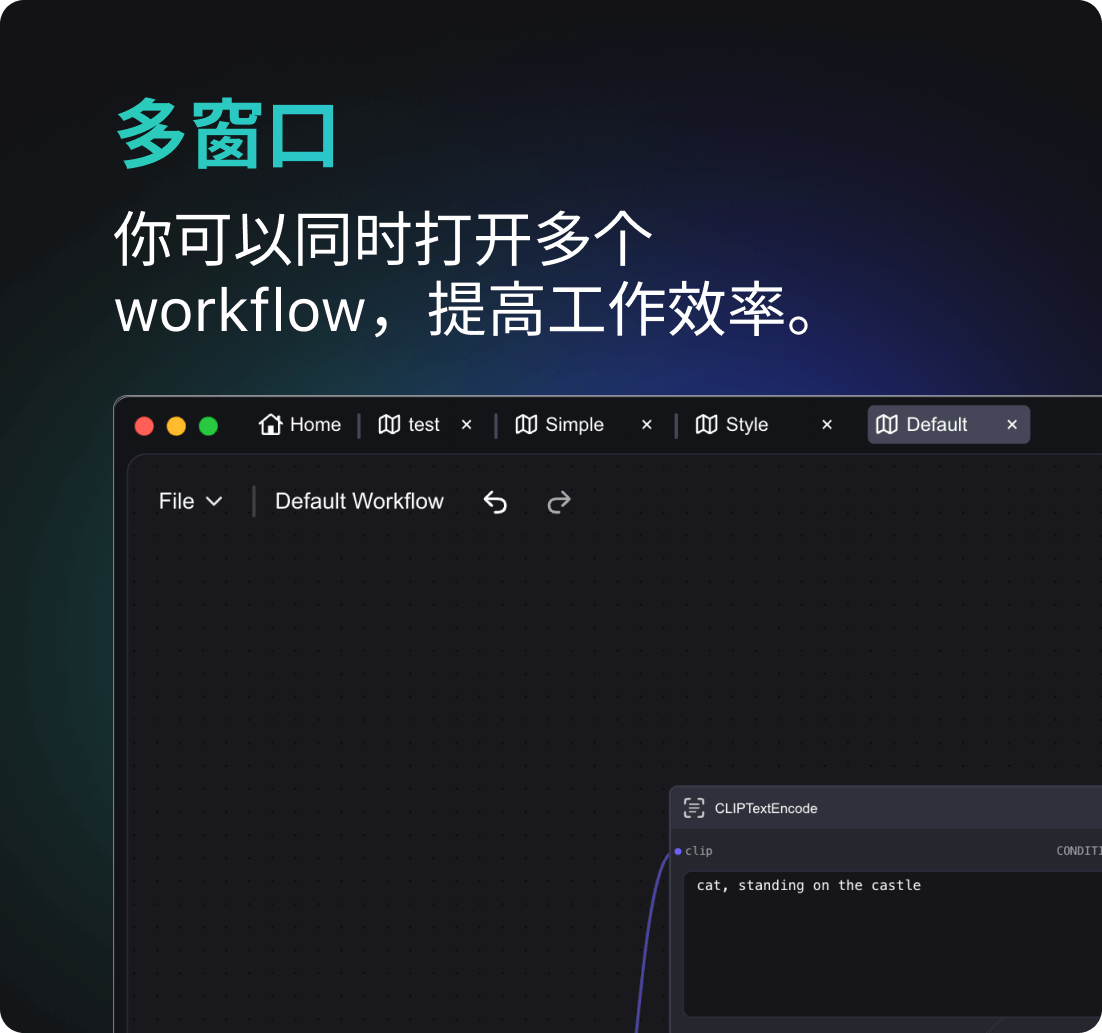 多窗口
你可以同时打开多个
workflow，提高工作效率。
Home test × Simple × Style × Default ×
File Default Workflow
CLIPTextEncode
clip CONDITI
cat, standing on the castle